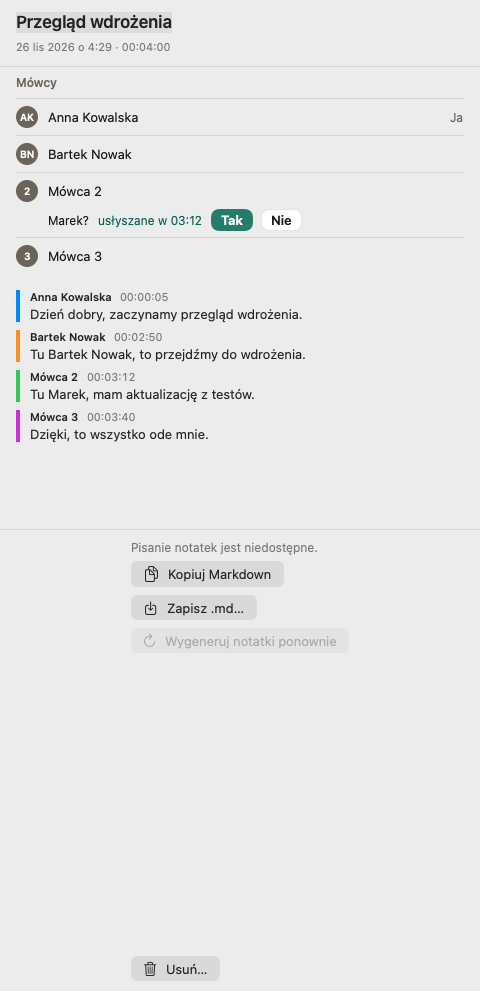 Przegląd wdrożenia
26 lis 2026 o 4:29 · 00:04:00
Mówcy
AK Anna Kowalska Ja
BN Bartek Nowak
2 Mówca 2
Marek? usłyszane w 03:12 Tak Nie
3 Mówca 3
Anna Kowalska 00:00:05
Dzień dobry, zaczynamy przegląd wdrożenia.
Bartek Nowak 00:02:50
Tu Bartek Nowak, to przejdźmy do wdrożenia.
Mówca 2 00:03:12
Tu Marek, mam aktualizację z testów.
Mówca 3 00:03:40
Dzięki, to wszystko ode mnie.
Pisanie notatek jest niedostępne.
Kopiuj Markdown
Zapisz .md...
Wygeneruj notatki ponownie
Usuń...